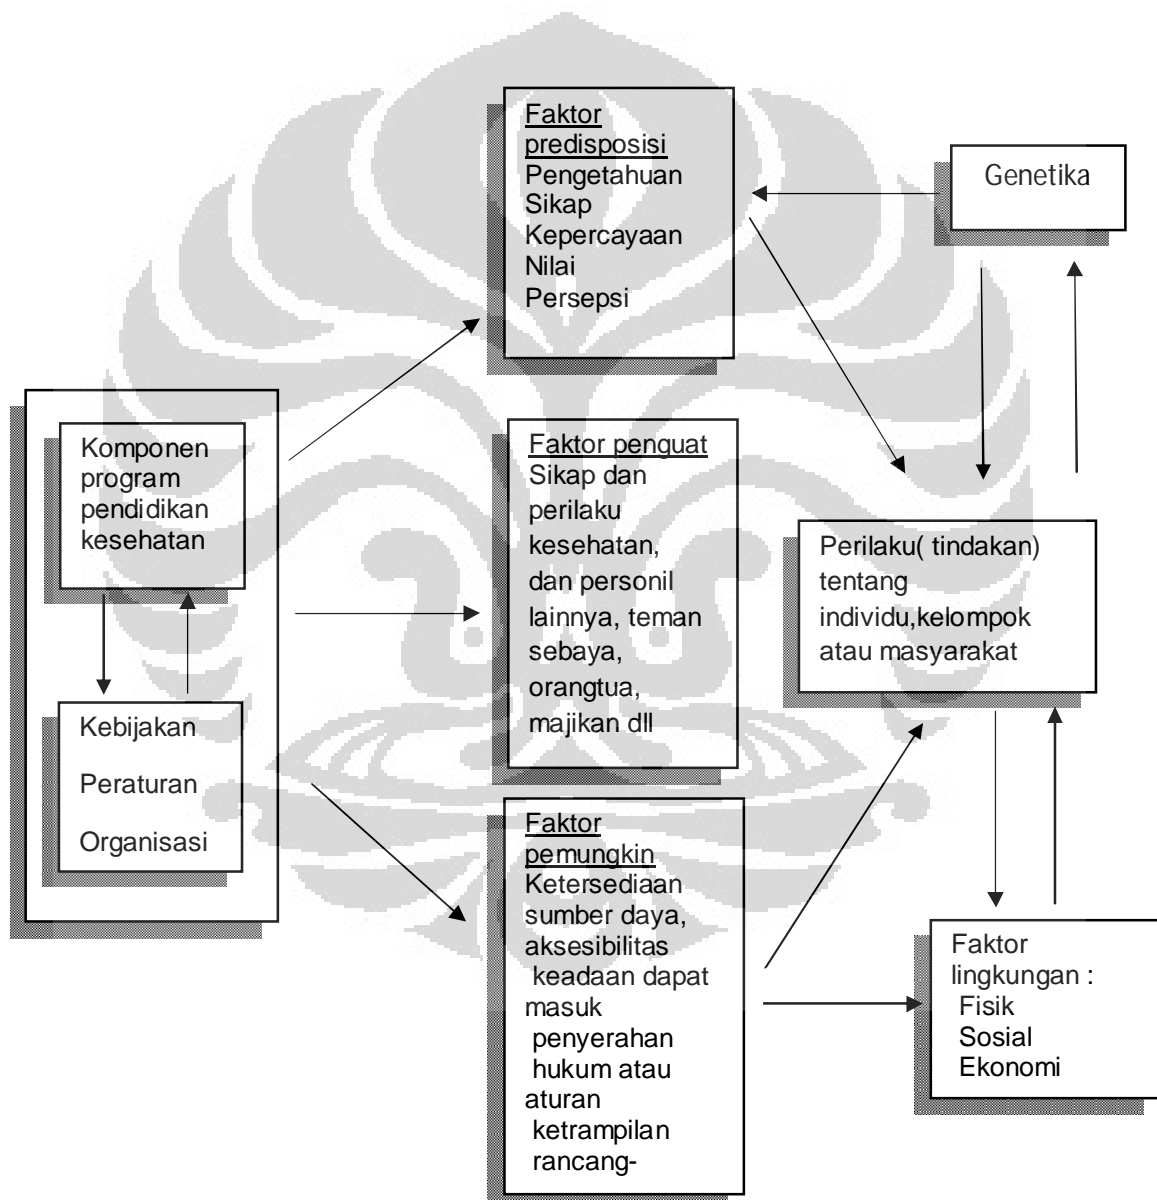 Faktor
predisposisi
Pengetahuan
Sikap
Kepercayaan
Nilai
Persepsi
Genetika
Komponen
program
pendidikan
kesehatan
Kebijakan
Peraturan
Organisasi
Faktor penguat
Sikap dan
perilaku
kesehatan,
dan personil
lainnya, teman
sebaya,
orangtua,
majikan dll
Perilaku( tindakan)
tentang
individu,kelompok
atau masyarakat
Faktor
pemungkin
Ketersediaan
sumber daya,
aksesibilitas
keadaan dapat
masuk
penyerahan
hukum atau
aturan
ketrampilan
rancang-
Faktor
lingkungan :
Fisik
Sosial
Ekonomi